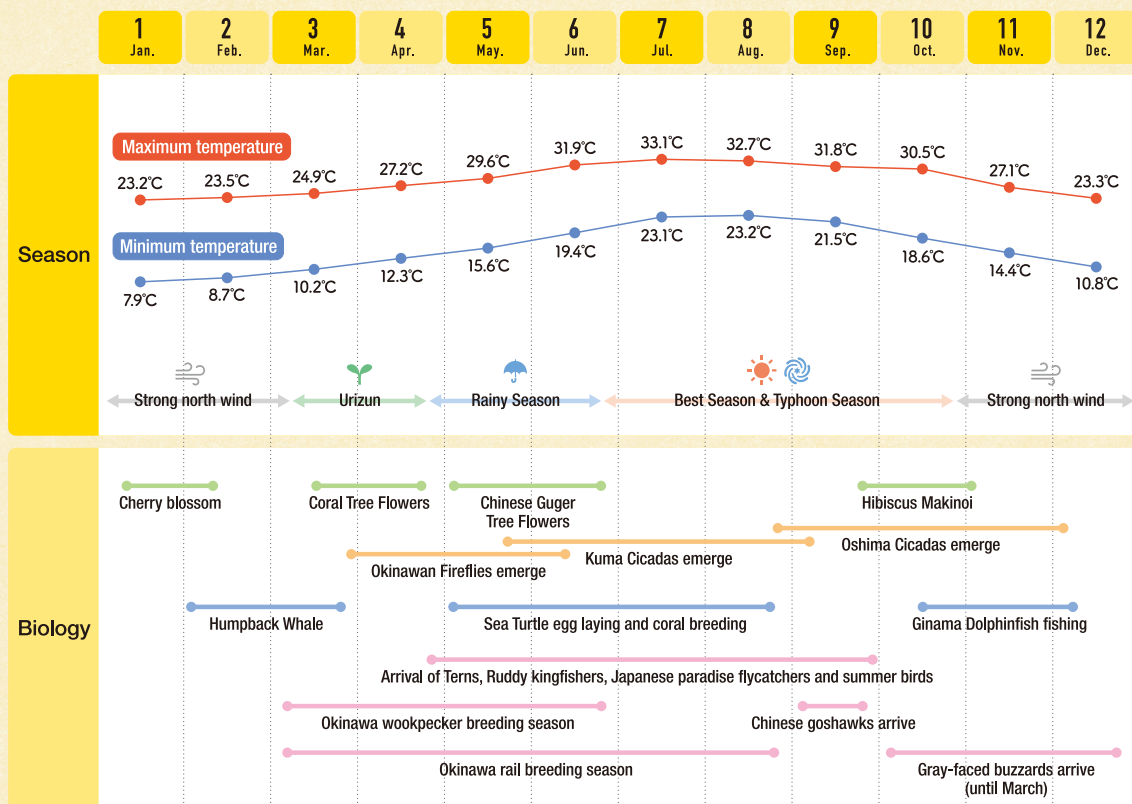 1 2 3 4 5 6 7 8 9 10 11 12
Jan. Feb. Mar. Apr. May. Jun. Jul. Aug. Sep. Oct. Nov. Dec.
Season
Maximum temperature
23.2°C 23.5°C 24.9°C 27.2°C 29.6°C 31.9°C 33.1°C 32.7°C 31.8°C 30.5°C 27.1°C 23.3°C
Minimum temperature
7.9°C 8.7°C 10.2°C 12.3°C 15.6°C 19.4°C 23.1°C 23.2°C 21.5°C 18.6°C 14.4°C 10.8°C
Strong north wind Urizun Rainy Season Best Season & Typhoon Season Strong north wind
Biology
Cherry blossom Coral Tree Flowers Chinese Guger Hibiscus Makinoi
Tree Flowers
Oshima Cicadas emerge
Kuma Cicadas emerge
Okinawan Fireflies emerge
Humpback Whale Sea Turtle egg laying and coral breeding Ginama Dolphinfish fishing
Arrival of Terns, Ruddy kingfishers, Japanese paradise flycatchers and summer birds
Okinawa wookpecker breeding season Chinese goshawks arrive
Okinawa rail breeding season Gray-faced buzzards arrive
(until March)